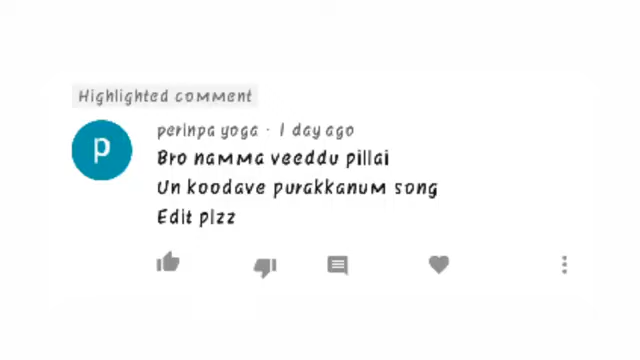 Highlighted comment
P
perinpa yoga · 1 day ago
Bro namma veeddu pillai
Un koodave purakkanum song
Edit plzz